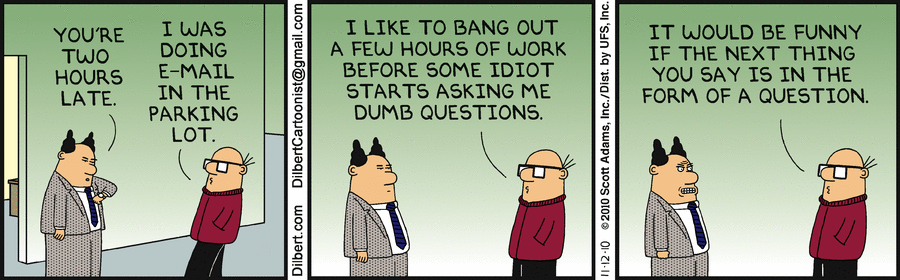 YOU'RE
TWO
HOURS
LATE.
I WAS
DOING
E-MAIL
IN THE
PARKING
LOT.
Dilbert.com DilbertCartoonist@gmail.com
I LIKE TO BANG OUT
A FEW HOURS OF WORK
BEFORE SOME IDIOT
STARTS ASKING ME
DUMB QUESTIONS.
11-12-10 ©2010 Scott Adams, Inc./Dist. by UFS, Inc.
IT WOULD BE FUNNY
IF THE NEXT THING
YOU SAY IS IN THE
FORM OF A QUESTION.